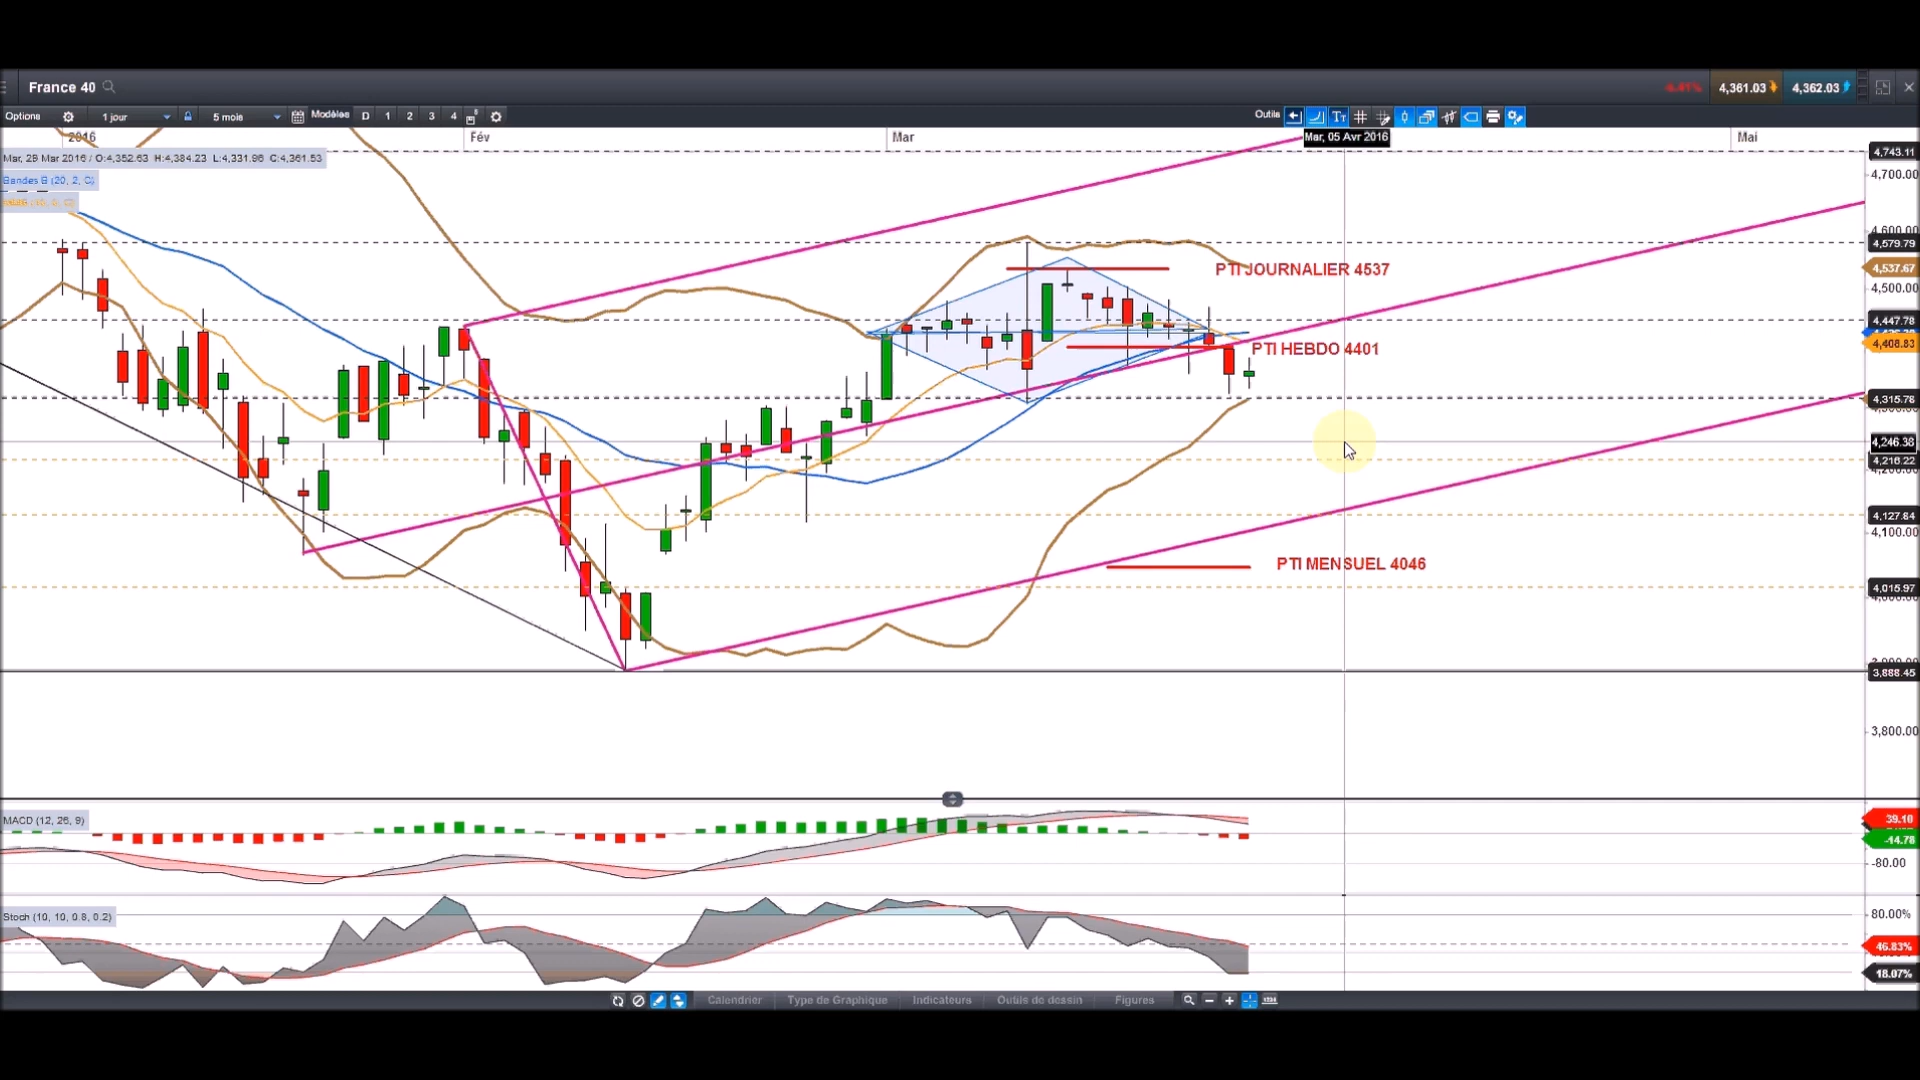 France 40
4,361.03
4,362.03
Options
1 jour
5 mois
Modèles
D
1
2
3
4
Outils
2016
Fév
Mar
Mar, 05 Avr 2016
Mai
Mar, 29 Mar 2016 / O:4,352.63 H:4,384.23 L:4,331.96 C:4,361.53
Bandes B (20, 2, C)
4,743.11
4,700.00
4,579.79
PTI JOURNALIER 4537
4,537.67
4,500.00
4,447.78
4,408.83
PTI HEBDO 4401
4,315.78
4,246.38
4,216.22
4,127.84
4,100.00
PTI MENSUEL 4046
4,015.97
3,888.45
3,800.00
MACD (12, 26, 9)
39.10
-14.78
-80.00
Stoch (10, 10, 0.8, 0.2)
80.00%
46.83%
18.07%
Calendrier
Type de Graphique
Indicateurs
Outils de dessin
Figures